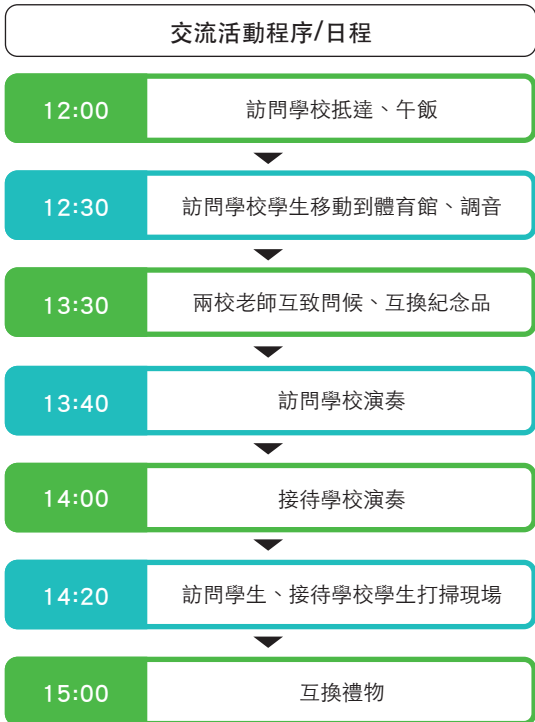 交流活動程序/日程
12:00 訪問學校抵達、午飯
12:30 訪問學校學生移動到體育館、調音
13:30 兩校老師互致問候、互換紀念品
13:40 訪問學校演奏
14:00 接待學校演奏
14:20 訪問學生、接待學校學生打掃現場
15:00 互換禮物